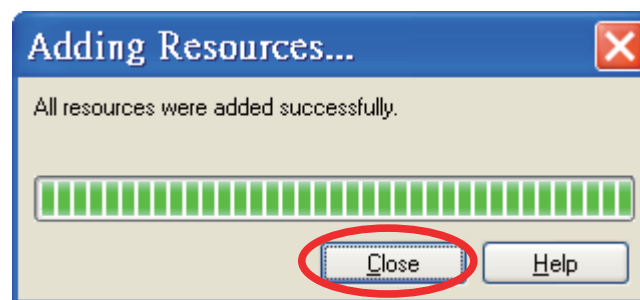 Adding Resources...
All resources were added successfully.
Close Help